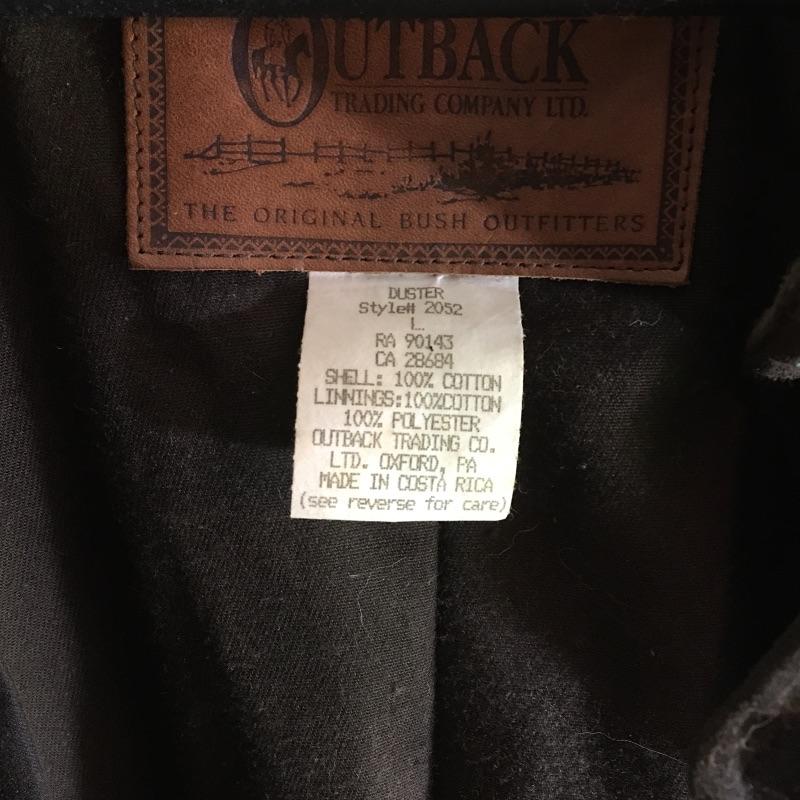 OUTBACK
TRADING COMPANY LTD.
THE ORIGINAL BUSH OUTFITTERS
DUSTER
Style# 2052
L
RA 90143
CA 28684
SHELL: 100% COTTON
LINNINGS:100%COTTON
100% POLYESTER
OUTBACK TRADING CO.
LTD. OXFORD, PA
MADE IN COSTA RICA
(see reverse for care)